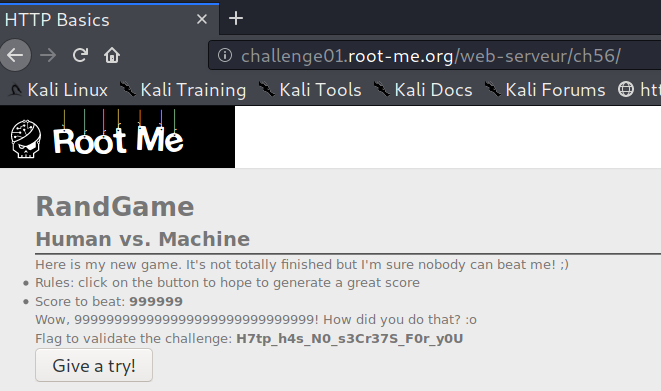 HTTP Basics
challenge01.root-me.org/web-serveur/ch56/
Kali Linux Kali Training Kali Tools Kali Docs Kali Forums
Root Me
RandGame
Human vs. Machine
Here is my new game. It's not totally finished but I'm sure nobody can beat me! ;)
Rules: click on the button to hope to generate a great score
Score to beat: 999999
How did you do that? :o
Flag to validate the challenge: H7tp_h4s_N0_s3Cr37S_F0r_y0U
Give a try!